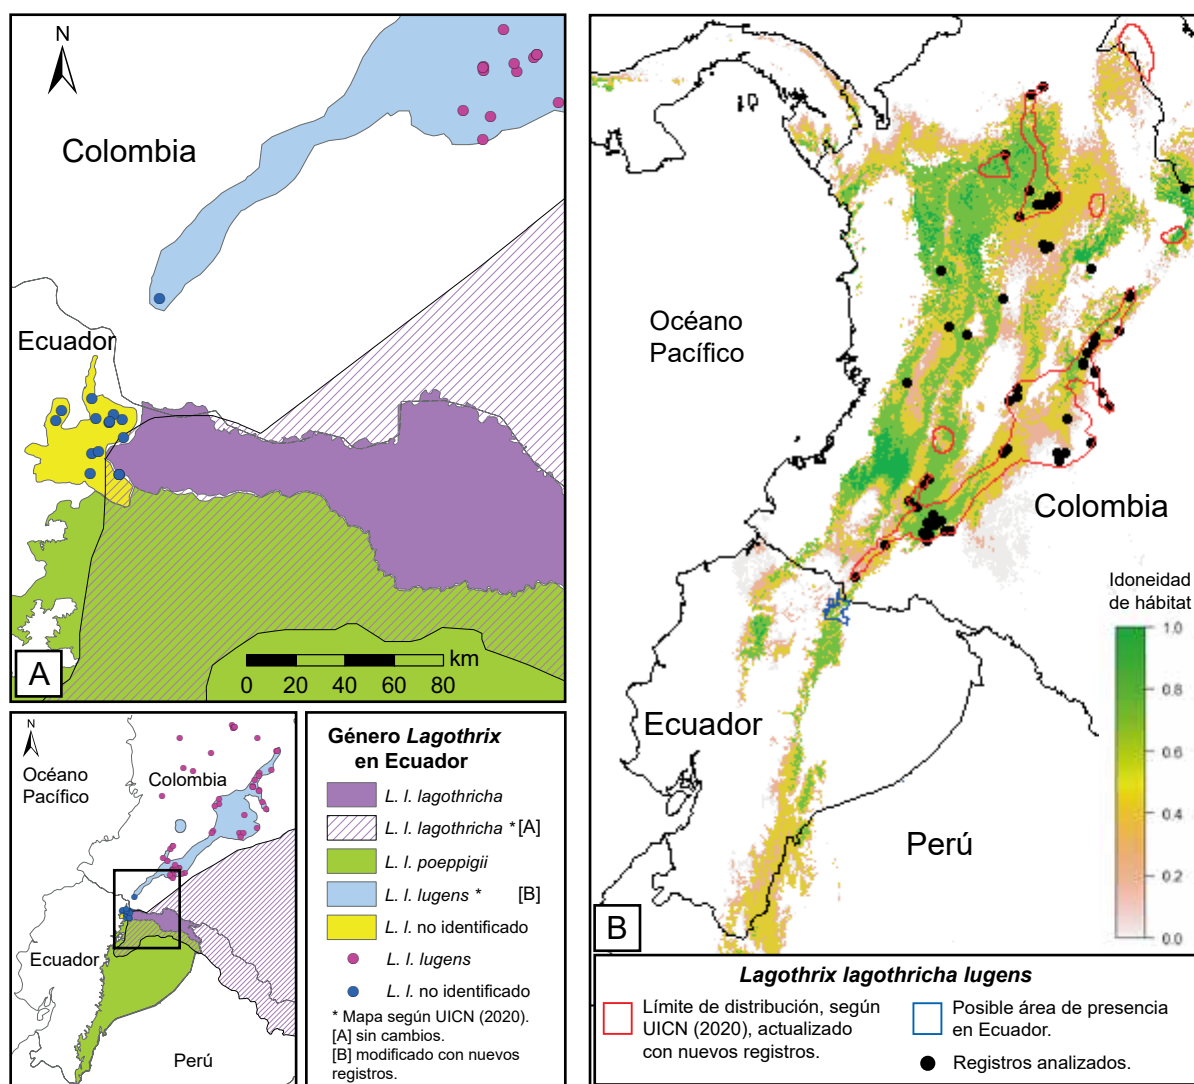 N
Colombia
Ecuador
A
km
0 20 40 60 80
N
Océano
Pacífico
Colombia
Ecuador
Perú
Género Lagothrix
en Ecuador
L. l. lagothricha
L. l. lagothricha *[A]
L. l. poeppigii
L. l. lugens * [B]
L. l. no identificado
L. l. lugens
L. l. no identificado
* Mapa según UICN (2020).
[A] sin cambios.
[B] modificado con nuevos
registros.
Océano
Pacífico
Colombia
Ecuador
Perú
Idoneidad
de hábitat
1.0
0.8
0.6
0.4
0.2
0.0
B
Lagothrix lagothricha lugens
Límite de distribución, según
UICN (2020), actualizado
con nuevos registros.
Posible área de presencia
en Ecuador.
Registros analizados.